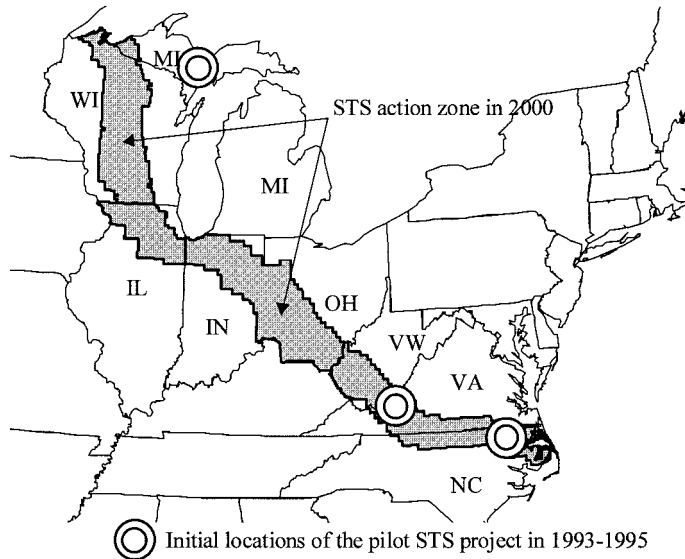 MI
WI
STS action zone in 2000
MI
IL
OH
IN
VW
VA
NC
Initial locations of the pilot STS project in 1993-1995